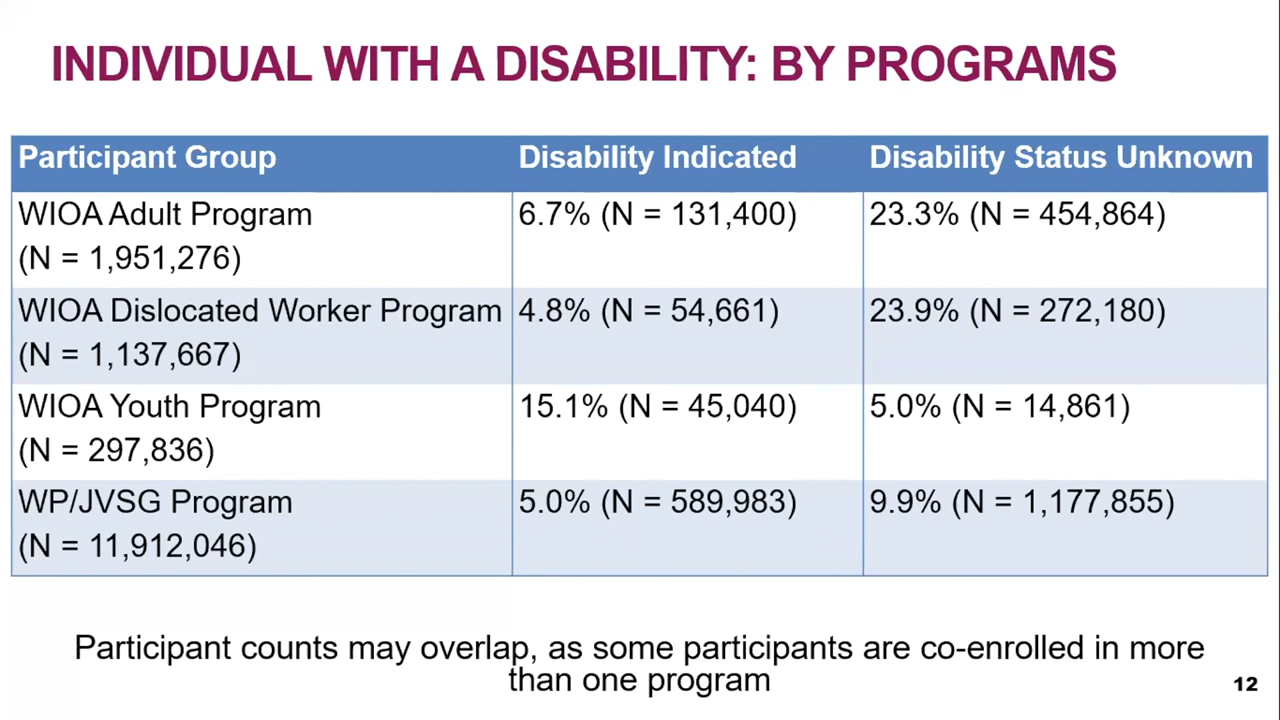 INDIVIDUAL WITH A DISABILITY: BY PROGRAMS
Participant Group Disability Indicated Disability Status Unknown
WIOA Adult Program 6.7% (N = 131,400) 23.3% (N = 454,864)
(N = 1,951,276)
WIOA Dislocated Worker Program 4.8% (N = 54,661) 23.9% (N = 272,180)
(N = 1,137,667)
WIOA Youth Program 15.1% (N = 45,040) 5.0% (N = 14,861)
(N = 297,836)
WP/JVSG Program 5.0% (N = 589,983) 9.9% (N = 1,177,855)
(N = 11,912,046)
Participant counts may overlap, as some participants are co-enrolled in more
than one program
12